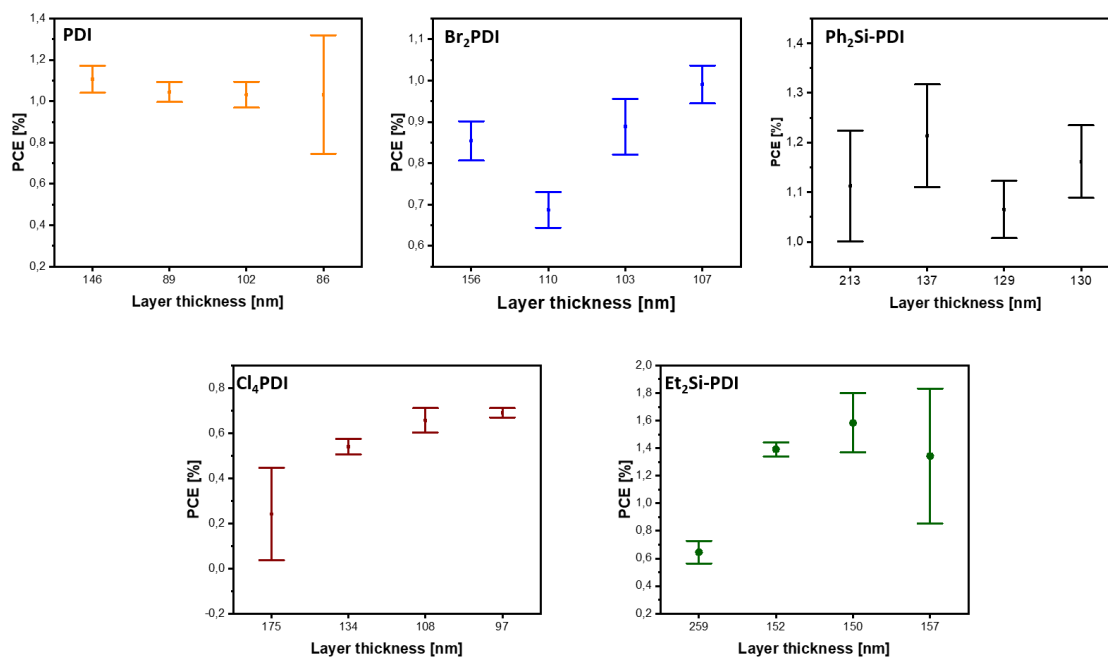 PDI
PCE [%]
1,4
1,2
1,0
0,8
0,6
0,4
0,2
146 89 102 86
Layer thickness [nm]
Br₂PDI
PCE [%]
1,1
1,0
0,9
0,8
0,7
0,6
156 110 103 107
Layer thickness [nm]
Ph₂Si-PDI
PCE [%]
1,4
1,3
1,2
1,1
1,0
213 137 129 130
Layer thickness [nm]
Cl₄PDI
PCE [%]
0,8
0,6
0,4
0,2
0,0
-0,2
175 134 108 97
Layer thickness [nm]
Et₂Si-PDI
PCE [%]
2,0
1,8
1,6
1,4
1,2
1,0
0,8
0,6
0,4
0,2
259 152 150 157
Layer thickness [nm]